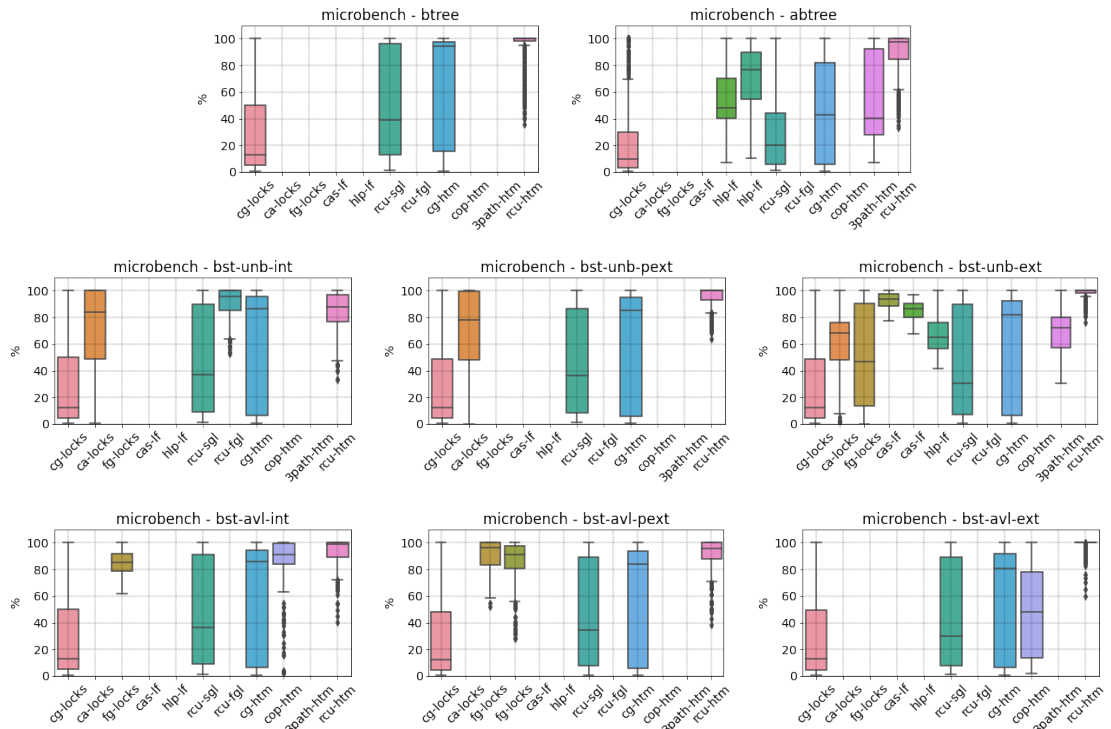 microbench - btree
microbench - abtree
100
80
60
40
20
0
%
cg-locks
ca-locks
fg-locks
cas-lf
hlp-lf
rcu-sgl
rcu-fgl
cg-htm
cop-htm
3path-htm
rcu-htm
100
80
60
40
20
0
%
cg-locks
ca-locks
fg-locks
cas-lf
hlp-lf
hlp-lf
rcu-sgl
rcu-fgl
cg-htm
cop-htm
3path-htm
rcu-htm
microbench - bst-unb-int
microbench - bst-unb-pext
microbench - bst-unb-ext
100
80
60
40
20
0
%
cg-locks
ca-locks
fg-locks
cas-lf
hlp-lf
rcu-sgl
rcu-fgl
cg-htm
cop-htm
3path-htm
rcu-htm
100
80
60
40
20
0
%
cg-locks
ca-locks
fg-locks
cas-lf
hlp-lf
rcu-sgl
rcu-fgl
cg-htm
cop-htm
3path-htm
rcu-htm
100
80
60
40
20
0
%
cg-locks
ca-locks
fg-locks
cas-lf
cas-lf
hlp-lf
rcu-sgl
rcu-fgl
cg-htm
cop-htm
3path-htm
rcu-htm
microbench - bst-avl-int
microbench - bst-avl-pext
microbench - bst-avl-ext
100
80
60
40
20
0
%
cg-locks
ca-locks
fg-locks
cas-lf
hlp-lf
rcu-sgl
rcu-fgl
cg-htm
cop-htm
3path-htm
rcu-htm
100
80
60
40
20
0
%
cg-locks
ca-locks
fg-locks
fg-locks
cas-lf
hlp-lf
rcu-sgl
rcu-fgl
cg-htm
cop-htm
3path-htm
rcu-htm
100
80
60
40
20
0
%
cg-locks
ca-locks
fg-locks
cas-lf
hlp-lf
rcu-sgl
rcu-fgl
cg-htm
cop-htm
3path-htm
rcu-htm